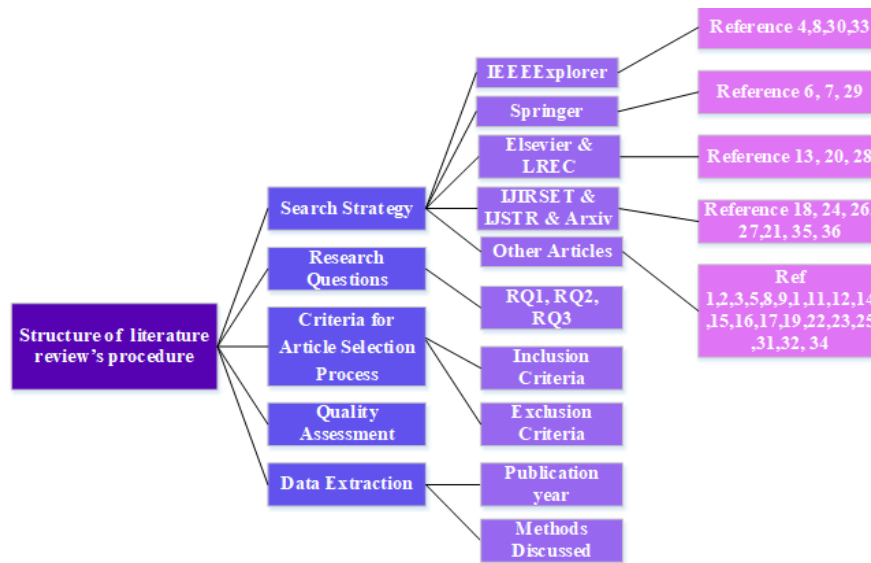 Structure of literature
review's procedure
Search Strategy
Research
Questions
Criteria for
Article Selection
Process
Quality
Assessment
Data Extraction
IEEEExplorer
Springer
Elsevier &
LREC
IJIRSET &
IJSTR & Arxiv
Other Articles
RQ1, RQ2,
RQ3
Inclusion
Criteria
Exclusion
Criteria
Publication
year
Methods
Discussed
Reference 4,8,30,33
Reference 6, 7, 29
Reference 13, 20, 28
Reference 18, 24, 26
27,21, 35, 36
Ref
1,2,3,5,8,9,1,11,12,14
,15,16,17,19,22,23,25
,31,32, 34